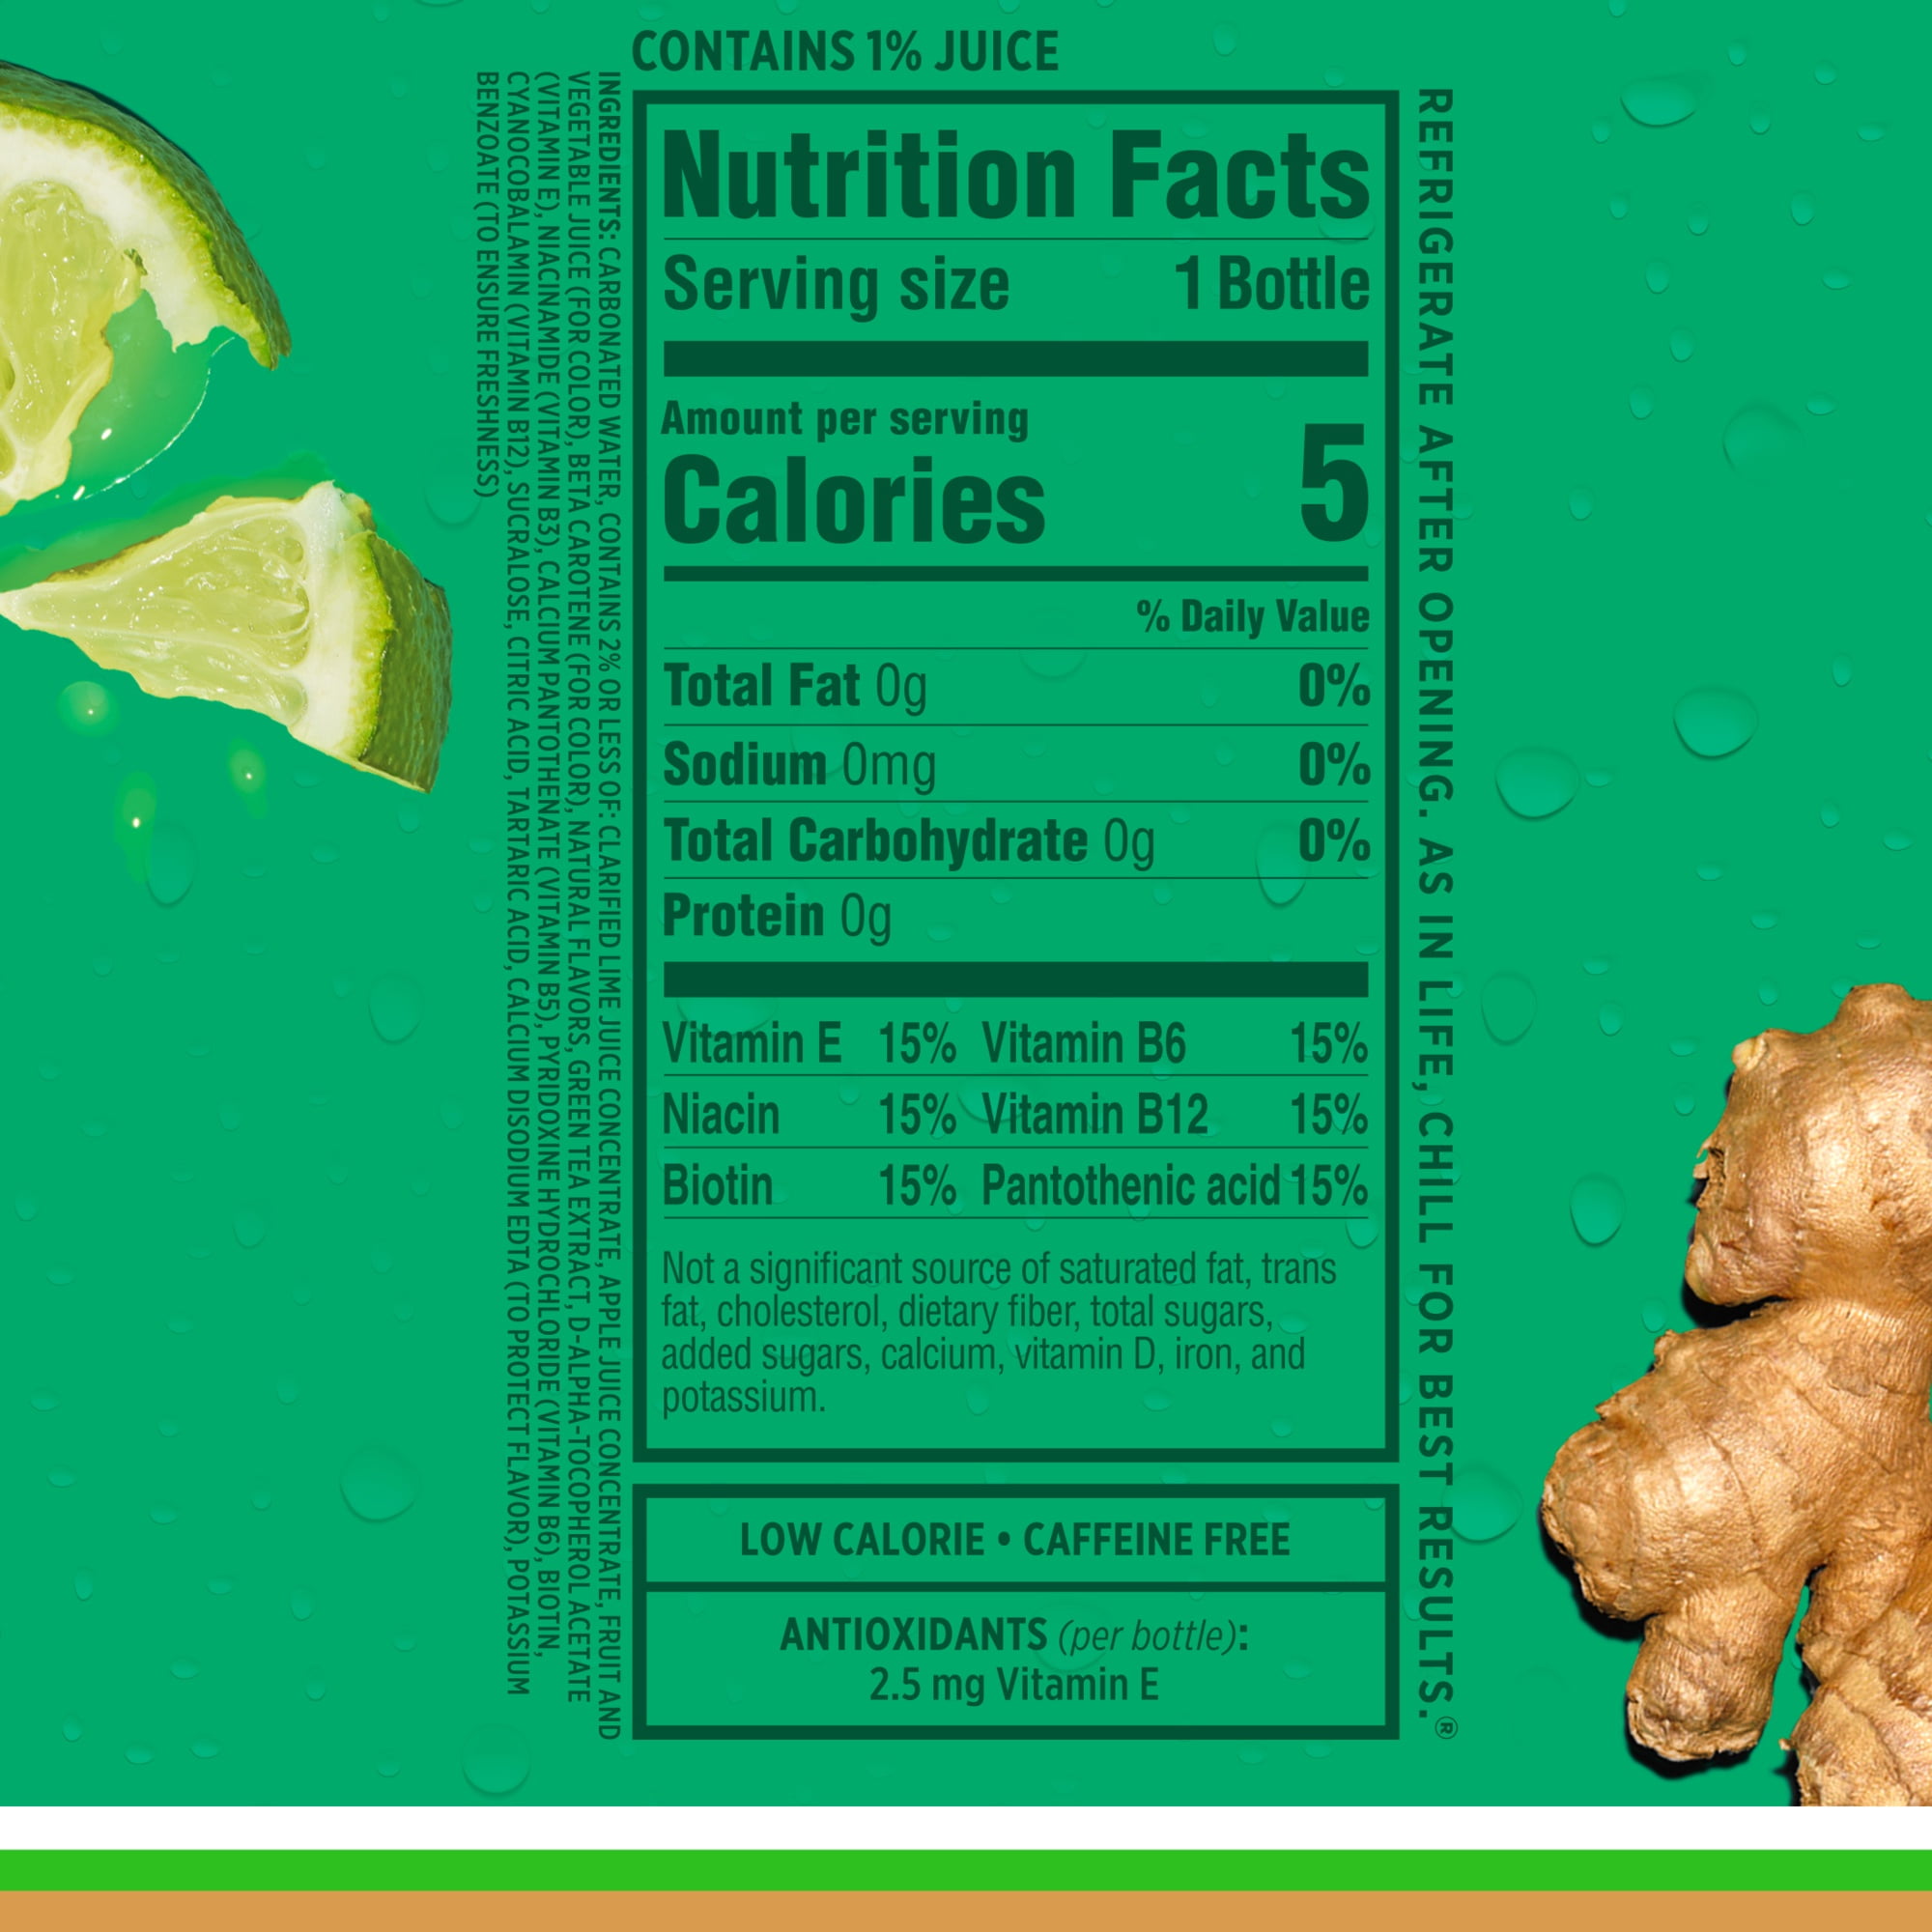 CONTAINS 1% JUICE
INGREDIENTS: CARBONATED WATER, CONTAINS 2% OR LESS OF: CLARIFIED LIME JUICE CONCENTRATE, APPLE JUICE CONCENTRATE, FRUIT AND
VEGETABLE JUICE (FOR COLOR), BETA CAROTENE (FOR COLOR), NATURAL FLAVORS, GREEN TEA EXTRACT, D-ALPHA-TOCOPHEROL ACETATE
(VITAMIN E), NIACINAMIDE (VITAMIN B3), CALCIUM PANTOTHENATE (VITAMIN B5), PYRIDOXINE HYDROCHLORIDE (VITAMIN B6), BIOTIN,
CYANOCOBALAMIN (VITAMIN B12), SUCRALOSE, CITRIC ACID, TARTARIC ACID, CALCIUM DISODIUM EDTA (TO PROTECT FLAVOR), POTASSIUM
BENZOATE (TO ENSURE FRESHNESS)
Nutrition Facts
Serving size 1 Bottle
Amount per serving
Calories 5
% Daily Value
Total Fat 0g 0%
Sodium 0mg 0%
Total Carbohydrate 0g 0%
Protein 0g
Vitamin E 15% Vitamin B6 15%
Niacin 15% Vitamin B12 15%
Biotin 15% Pantothenic acid 15%
Not a significant source of saturated fat, trans
fat, cholesterol, dietary fiber, total sugars,
added sugars, calcium, vitamin D, iron, and
potassium.
LOW CALORIE • CAFFEINE FREE
ANTIOXIDANTS (per bottle):
2.5 mg Vitamin E
REFRIGERATE AFTER OPENING. AS IN LIFE, CHILL FOR BEST RESULTS.®